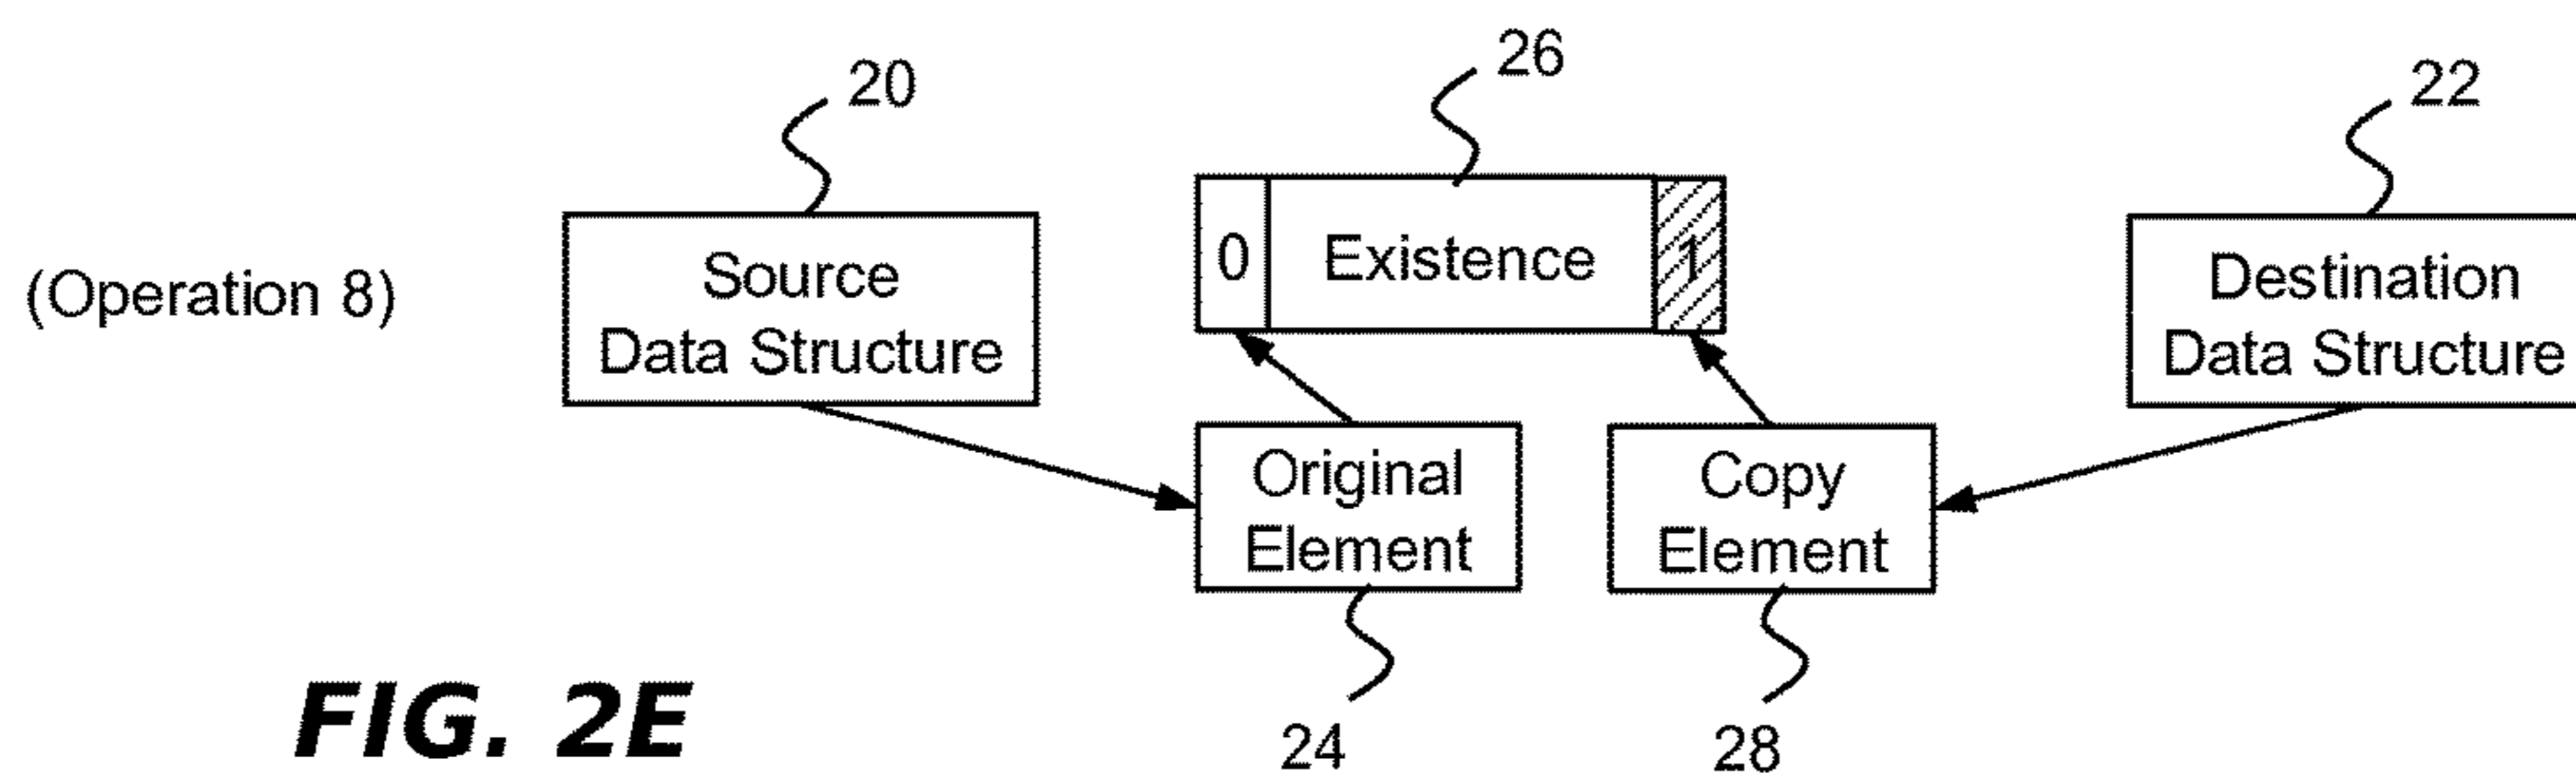 20
26
22
(Operation 8)
Source
Data Structure
0
Existence
1
Destination
Data Structure
Original
Element
Copy
Element
24
28
FIG. 2E